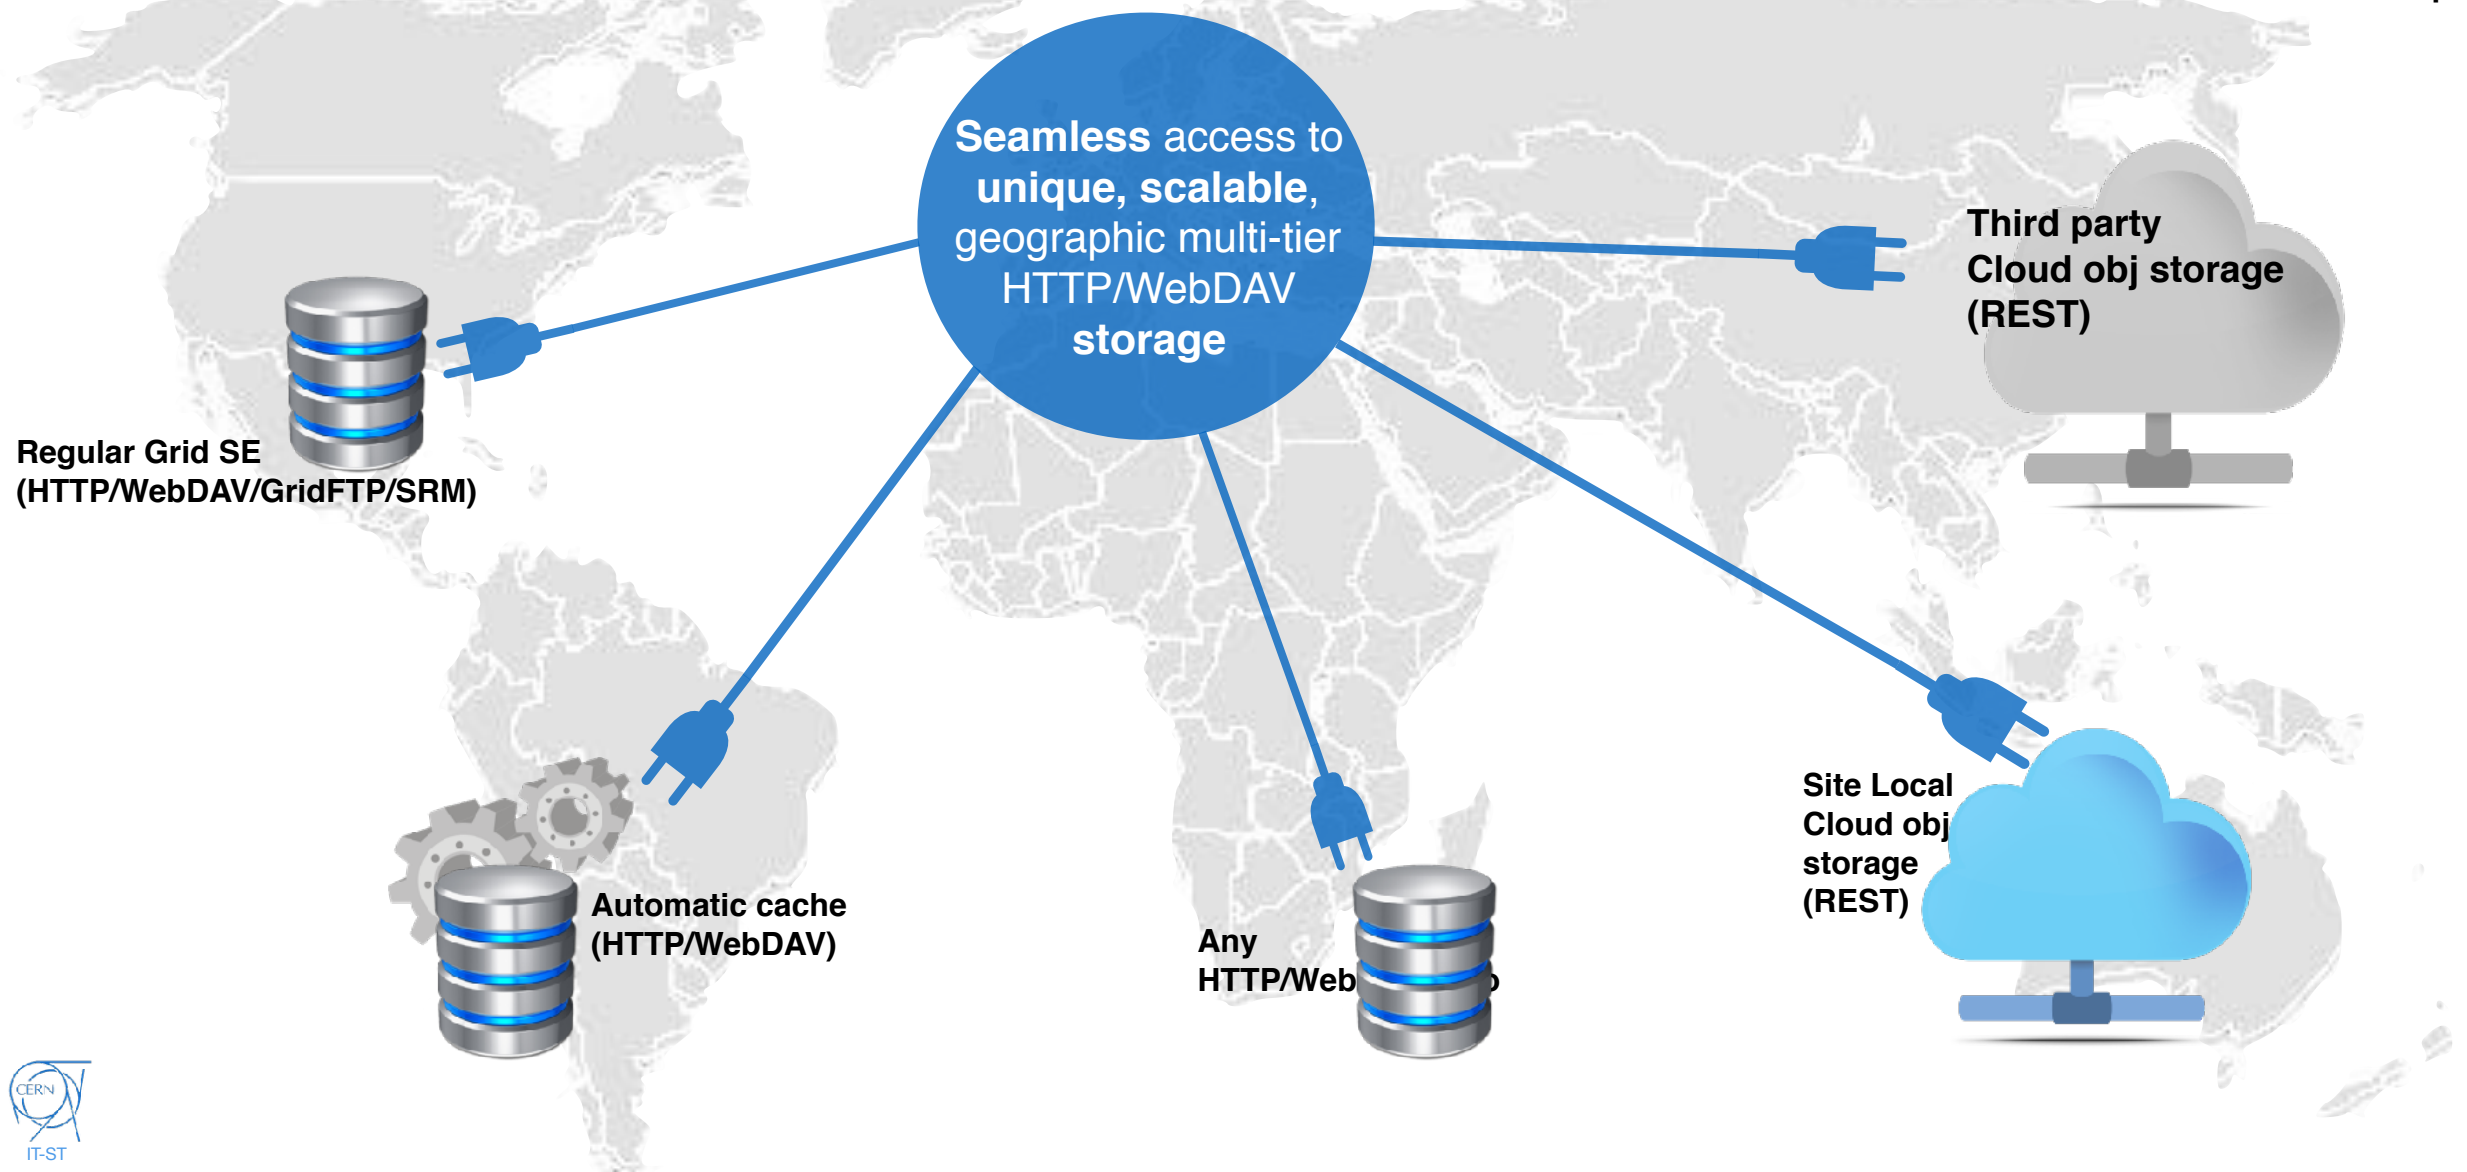 Seamless access to
unique, scalable,
geographic multi-tier
HTTP/WebDAV
storage
Third party
Cloud obj storage
(REST)
Regular Grid SE
(HTTP/WebDAV/GridFTP/SRM)
Site Local
Cloud obj
storage
(REST)
Automatic cache
(HTTP/WebDAV)
Any
HTTP/Web
CERN
IT-ST